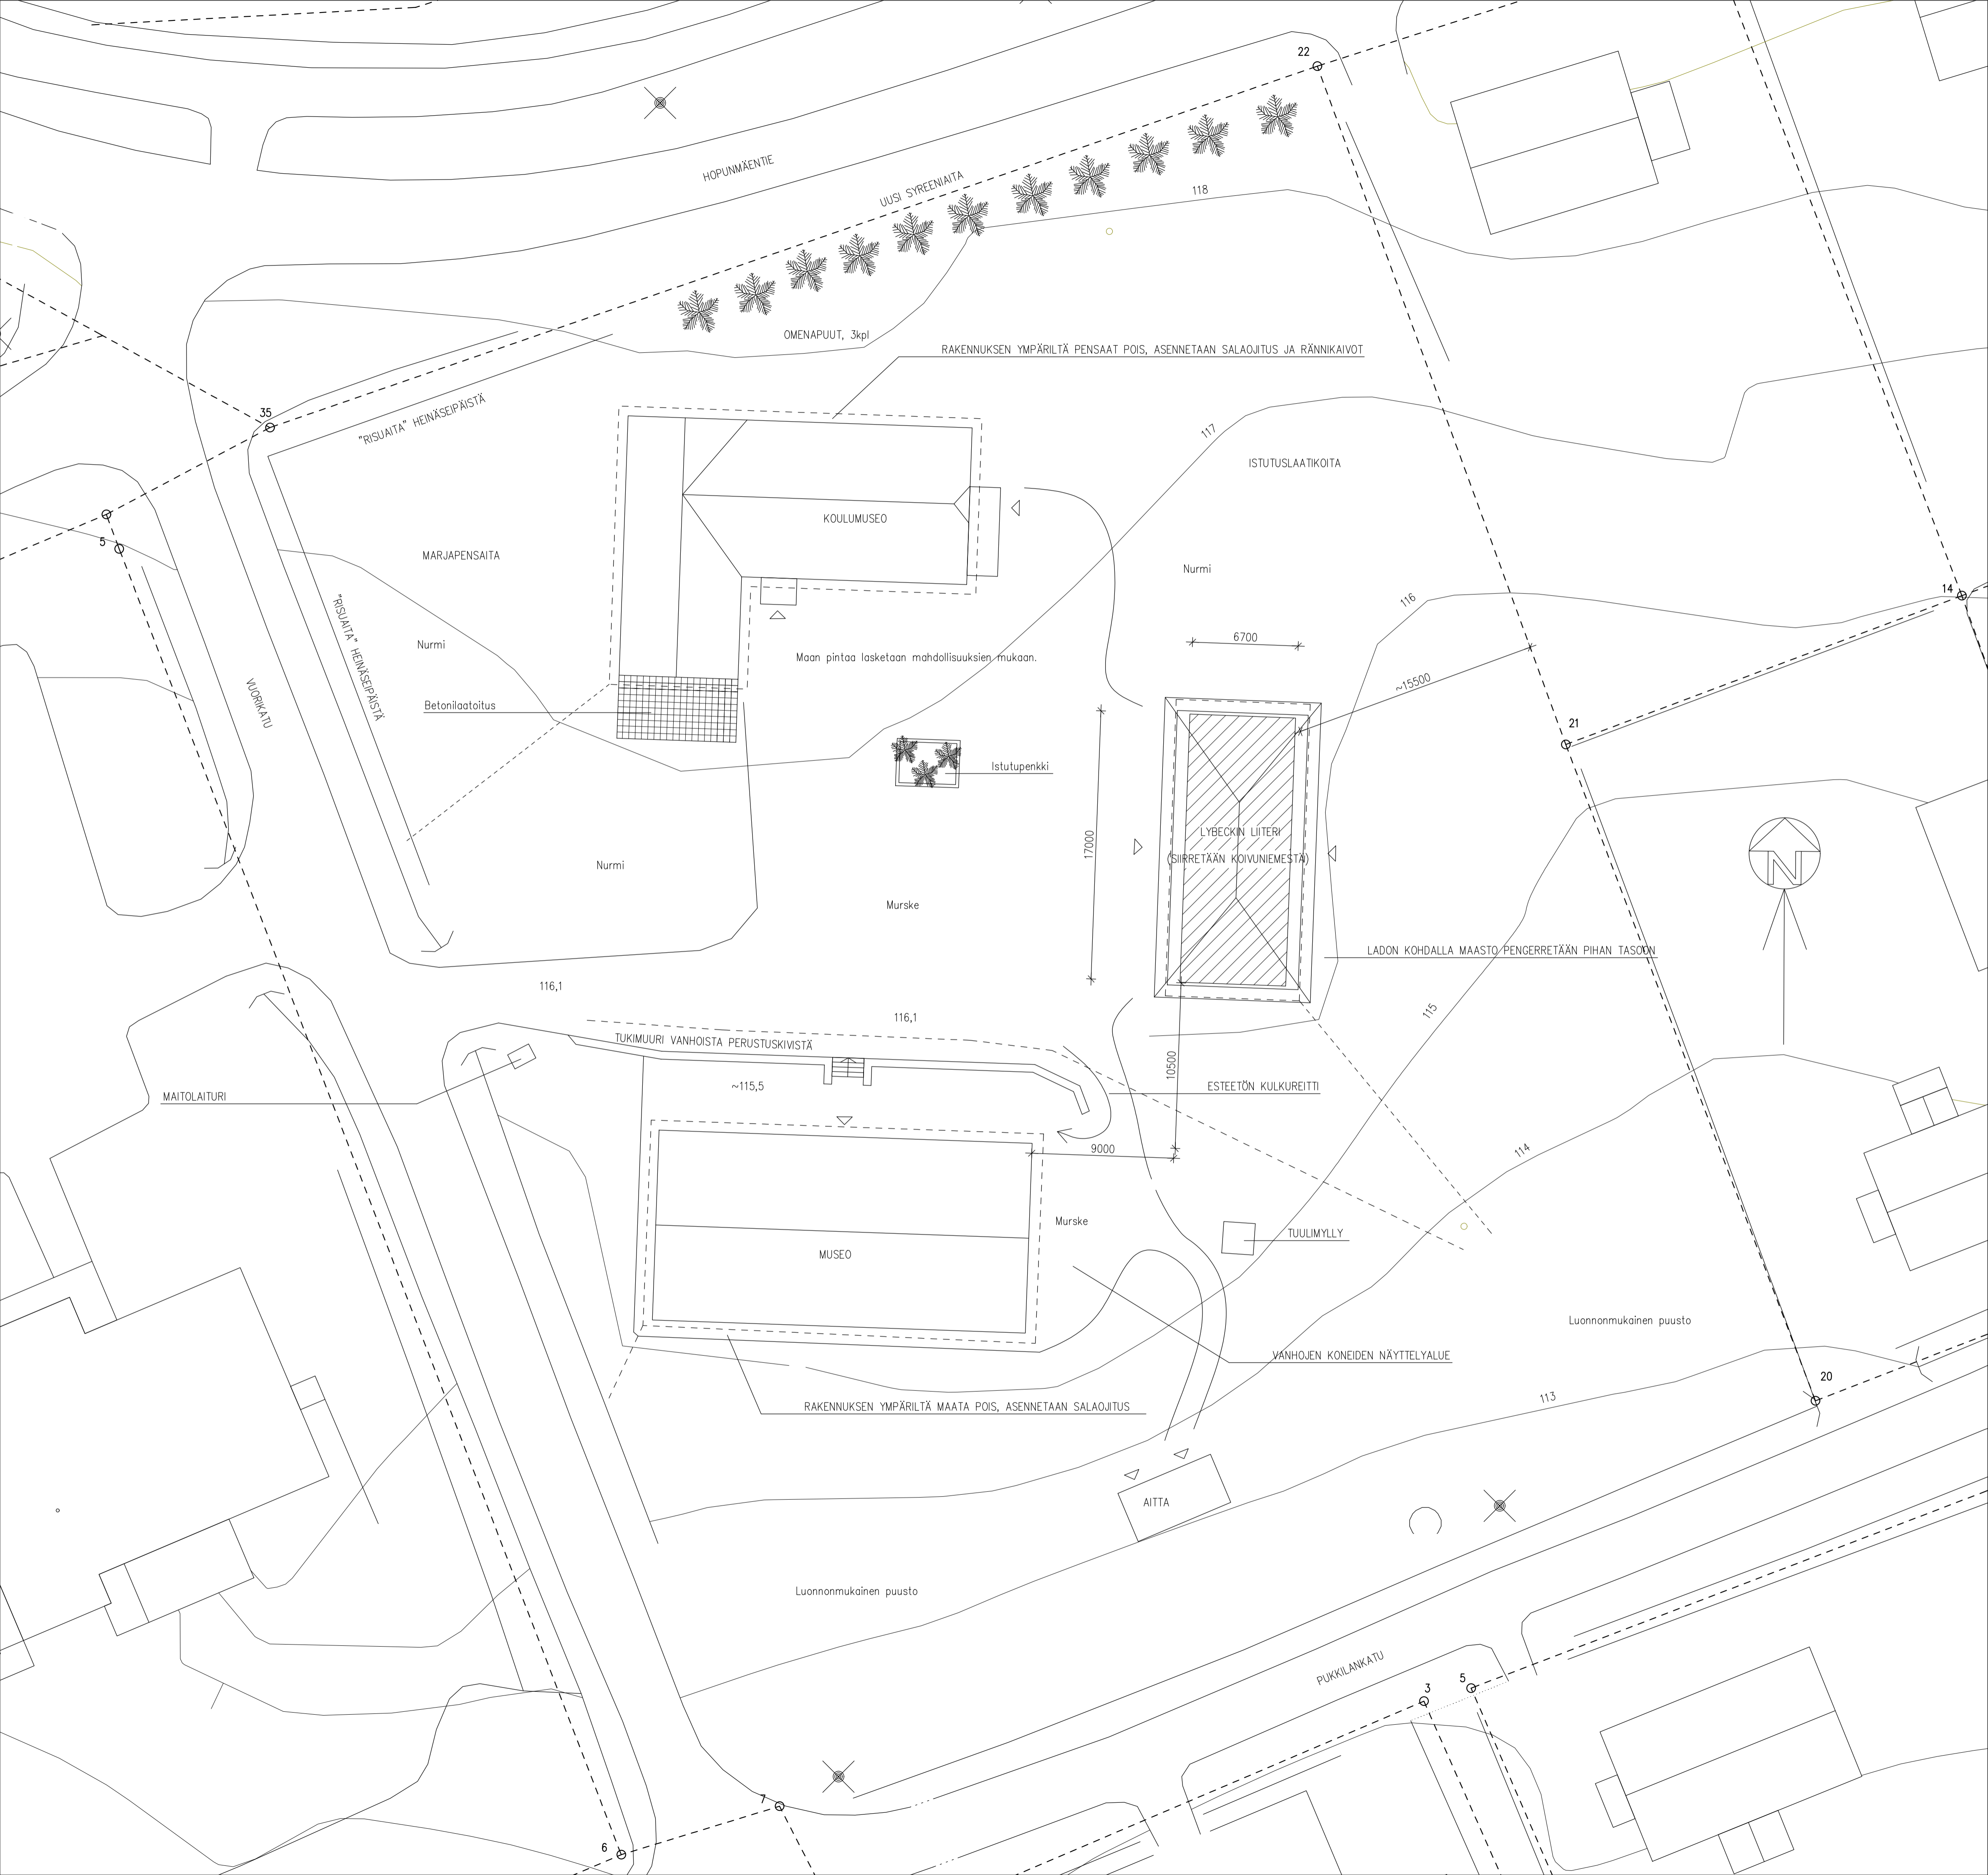 22
HOPUNMÄENTIE
UUSI SYREENIAITA
118
OMENAPUUT, 3kpl
RAKENNUKSEN YMPÄRILTÄ PENSAAT POIS, ASENNETAAN SALAOJITUS JA RÄNNIKAIVOT
35
"RISUAITA" HEINÄSEIPÄISTÄ
117
ISTUTUSLAATIKOITA
KOULUMUSEO
5
MARJAPENSAITA
Nurmi
14
116
"RISUAITA" HEINÄSEIPÄISTÄ
Nurmi
6700
Maan pintaa lasketaan mahdollisuuksien mukaan.
~15500
VUORIKATU
Betonilaatoitus
21
Istutupenkki
17000
LYBECKIN LIITERI
(SIIRRETÄÄN KOIVUNIEMESTÄ)
N
Nurmi
Murske
LADON KOHDALLA MAASTO PENGERRETÄÄN PIHAN TASOON
116,1
115
116,1
TUKIMUURI VANHOISTA PERUSTUSKIVISTÄ
10500
~115,5
ESTEETÖN KULKUREITTI
MAITOLAITURI
9000
114
Murske
TUULIMYLLY
MUSEO
Luonnonmukainen puusto
VANHOJEN KONEIDEN NÄYTTELYALUE
20
RAKENNUKSEN YMPÄRILTÄ MAATA POIS, ASENNETAAN SALAOJITUS
113
AITTA
Luonnonmukainen puusto
PUKKILANKATU
3
5
7
6